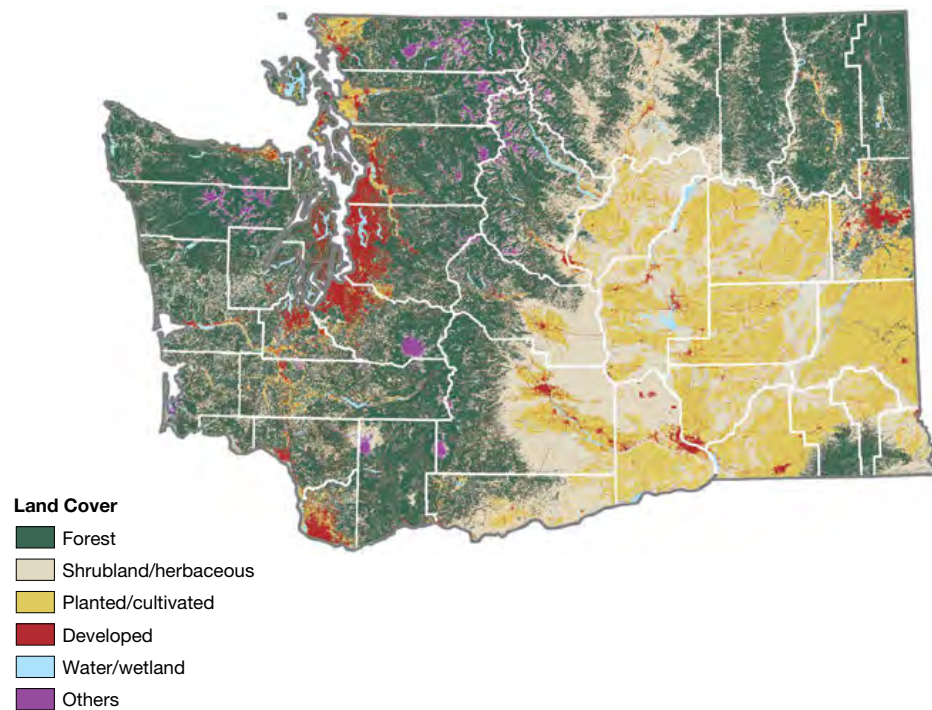 Land Cover
Forest
Shrubland/herbaceous
Planted/cultivated
Developed
Water/wetland
Others